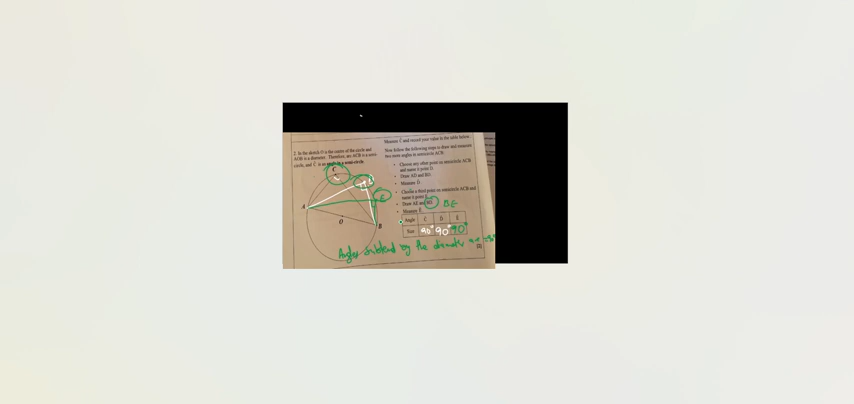 Measure Ĉ and record your value in the table below.
2. In the sketch O is the centre of the circle and
AOB is a diameter. Therefore, arc ACB is a semi-
circle, and Ĉ is an angle in a semi-circle.
Now follow the following steps to draw and measure
two more angles in semicircle ACB:
• Choose any other point on semicircle ACB
and name it point D.
• Draw AD and BD.
• Measure D̂.
• Choose a third point on semicircle ACB and
name it point E.
• Draw AE and BD. BE
• Measure Ê.
C
E
A
O
B
Angle Ĉ D̂ Ê
Size 90° 90° 90°
Angles subtend by the diameter
(2)